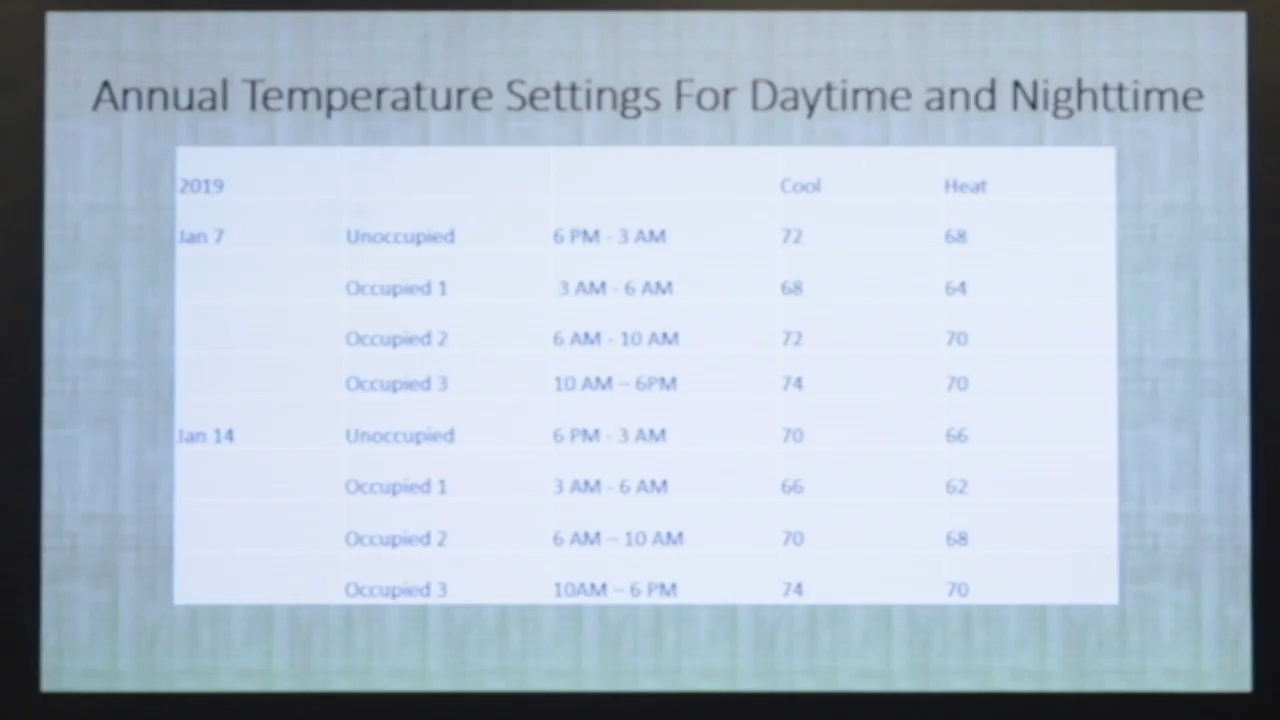 Annual Temperature Settings For Daytime and Nighttime
2019 Cool Heat
Jan 7 Unoccupied 6 PM - 3 AM 72 68
Occupied 1 3 AM - 6 AM 68 64
Occupied 2 6 AM - 10 AM 72 70
Occupied 3 10 AM – 6PM 74 70
Jan 14 Unoccupied 6 PM - 3 AM 70 66
Occupied 1 3 AM - 6 AM 66 62
Occupied 2 6 AM – 10 AM 70 68
Occupied 3 10AM – 6 PM 74 70